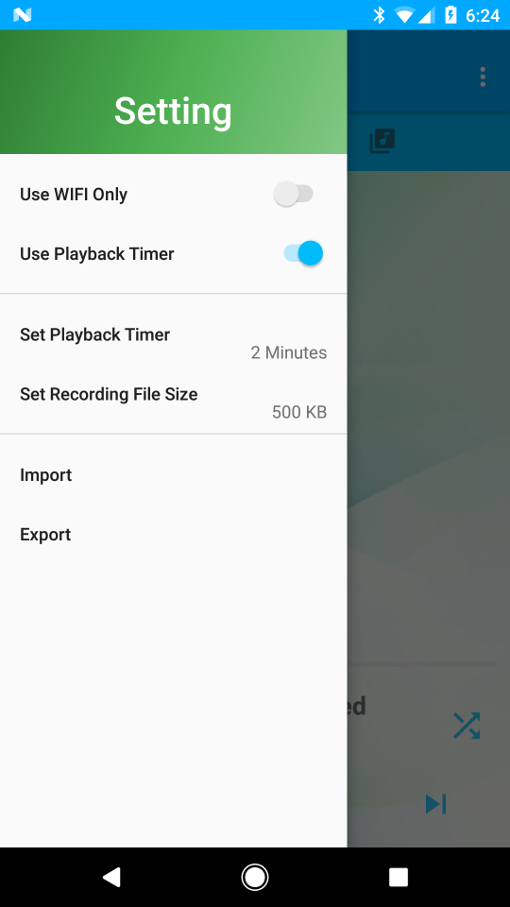 6:24
Setting
Use WIFI Only
Use Playback Timer
Set Playback Timer
2 Minutes
Set Recording File Size
500 KB
Import
Export
ed